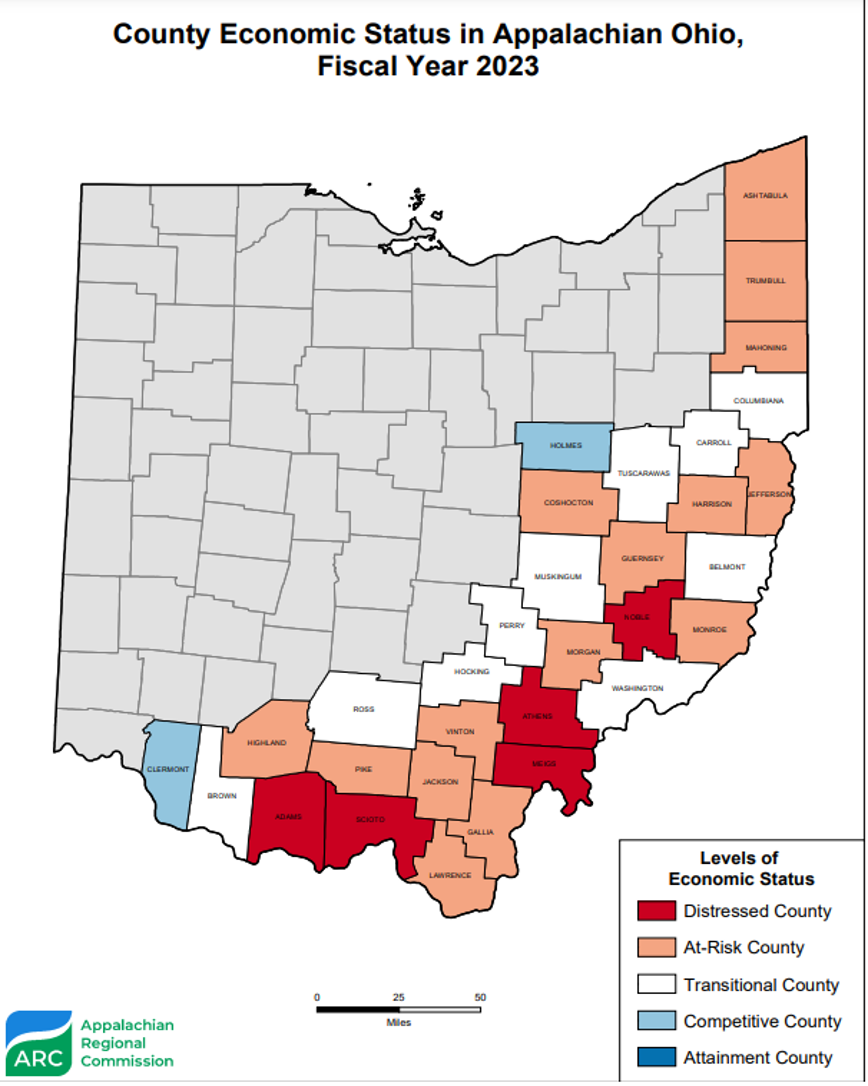 County Economic Status in Appalachian Ohio,
Fiscal Year 2023
ASHTABULA
TRUMBULL
MAHONING
COLUMBIANA
CARROLL
HOLMES
TUSCARAWAS
JEFFERSON
COSHOCTON
HARRISON
GUERNSEY
BELMONT
MUSKINGUM
NOBLE
PERRY
MONROE
MORGAN
HOCKING
WASHINGTON
ROSS
ATHENS
VINTON
HIGHLAND
MEIGS
CLERMONT
PIKE
JACKSON
BROWN
ADAMS
SCIOTO
GALLIA
LAWRENCE
Levels of
Economic Status
Distressed County
At-Risk County
Transitional County
Competitive County
Attainment County
0 25 50
Miles
ARC
Appalachian
Regional
Commission